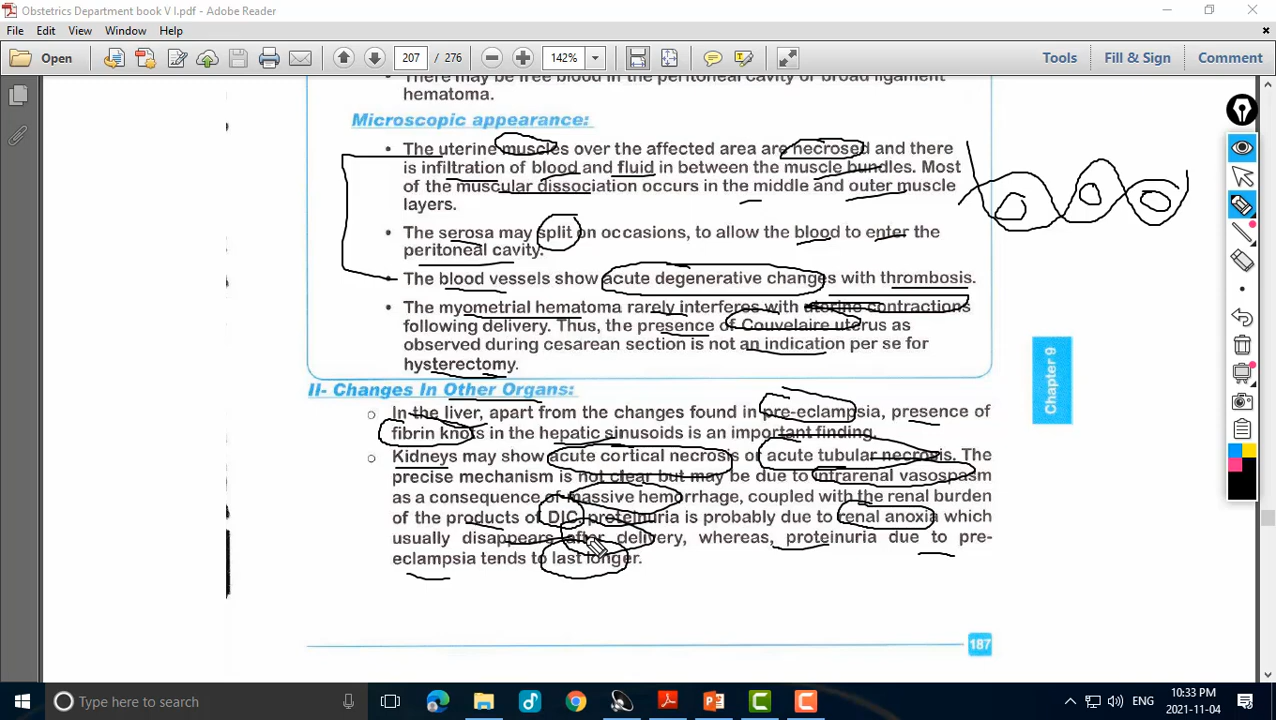 Obstetrics Department book V I.pdf - Adobe Reader
File Edit View Window Help
Open 207 / 276 142% Tools Fill & Sign Comment
There may be free blood in the peritoneal cavity or broad ligament
hematoma.
Microscopic appearance:
• The uterine muscles over the affected area are necrosed and there
is infiltration of blood and fluid in between the muscle bundles. Most
of the muscular dissociation occurs in the middle and outer muscle
layers.
• The serosa may split on occasions, to allow the blood to enter the
peritoneal cavity.
• The blood vessels show acute degenerative changes with thrombosis.
• The myometrial hematoma rarely interferes with uterine contractions
following delivery. Thus, the presence of Couvelaire uterus as
observed during cesarean section is not an indication per se for
hysterectomy.
Chapter 9
II- Changes In Other Organs:
○ In the liver, apart from the changes found in pre-eclampsia, presence of
fibrin knots in the hepatic sinusoids is an important finding.
○ Kidneys may show acute cortical necrosis or acute tubular necrosis. The
precise mechanism is not clear but may be due to intrarenal vasospasm
as a consequence of massive hemorrhage, coupled with the renal burden
of the products of DIC, proteinuria is probably due to renal anoxia which
usually disappears after delivery, whereas, proteinuria due to pre-
eclampsia tends to last longer.
187
Type here to search
ENG
10:33 PM
2021-11-04